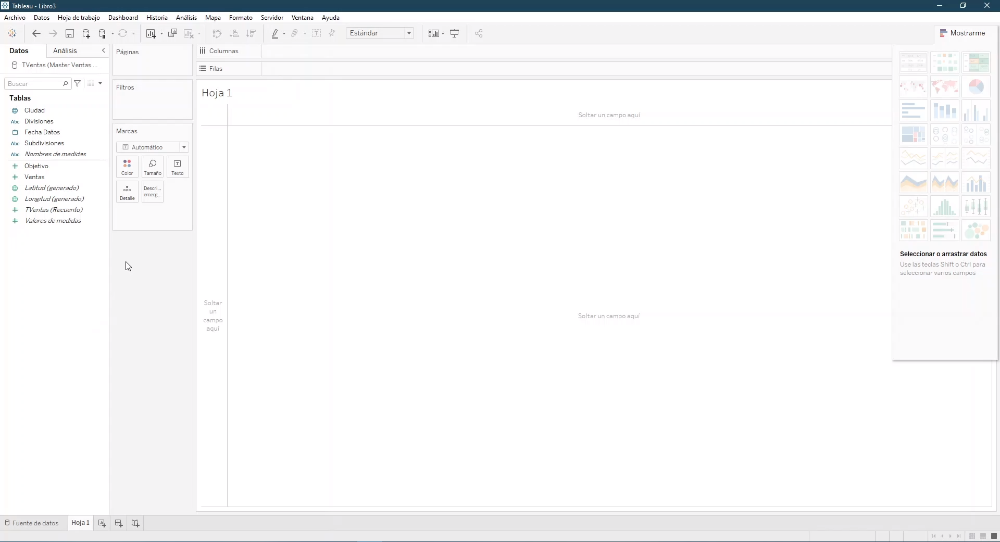 Tableau - Libro3
Archivo Datos Hoja de trabajo Dashboard Historia Análisis Mapa Formato Servidor Ventana Ayuda
Estándar
Mostrarme
Datos Análisis
TVentas (Master Ventas ...
Buscar
Tablas
Ciudad
Abc Divisiones
Fecha Datos
Abc Subdivisiones
Abc Nombres de medidas
Objetivo
Ventas
Latitud (generado)
Longitud (generado)
TVentas (Recuento)
Valores de medidas
Páginas
Filtros
Marcas
Automático
Color Tamaño Texto
Detalle Descri...
emerg...
Columnas
Filas
Hoja 1
Soltar un campo aquí
Soltar
un
campo
aquí
Soltar un campo aquí
Seleccionar o arrastrar datos
Use las teclas Shift o Ctrl para
seleccionar varios campos
Fuente de datos Hoja 1